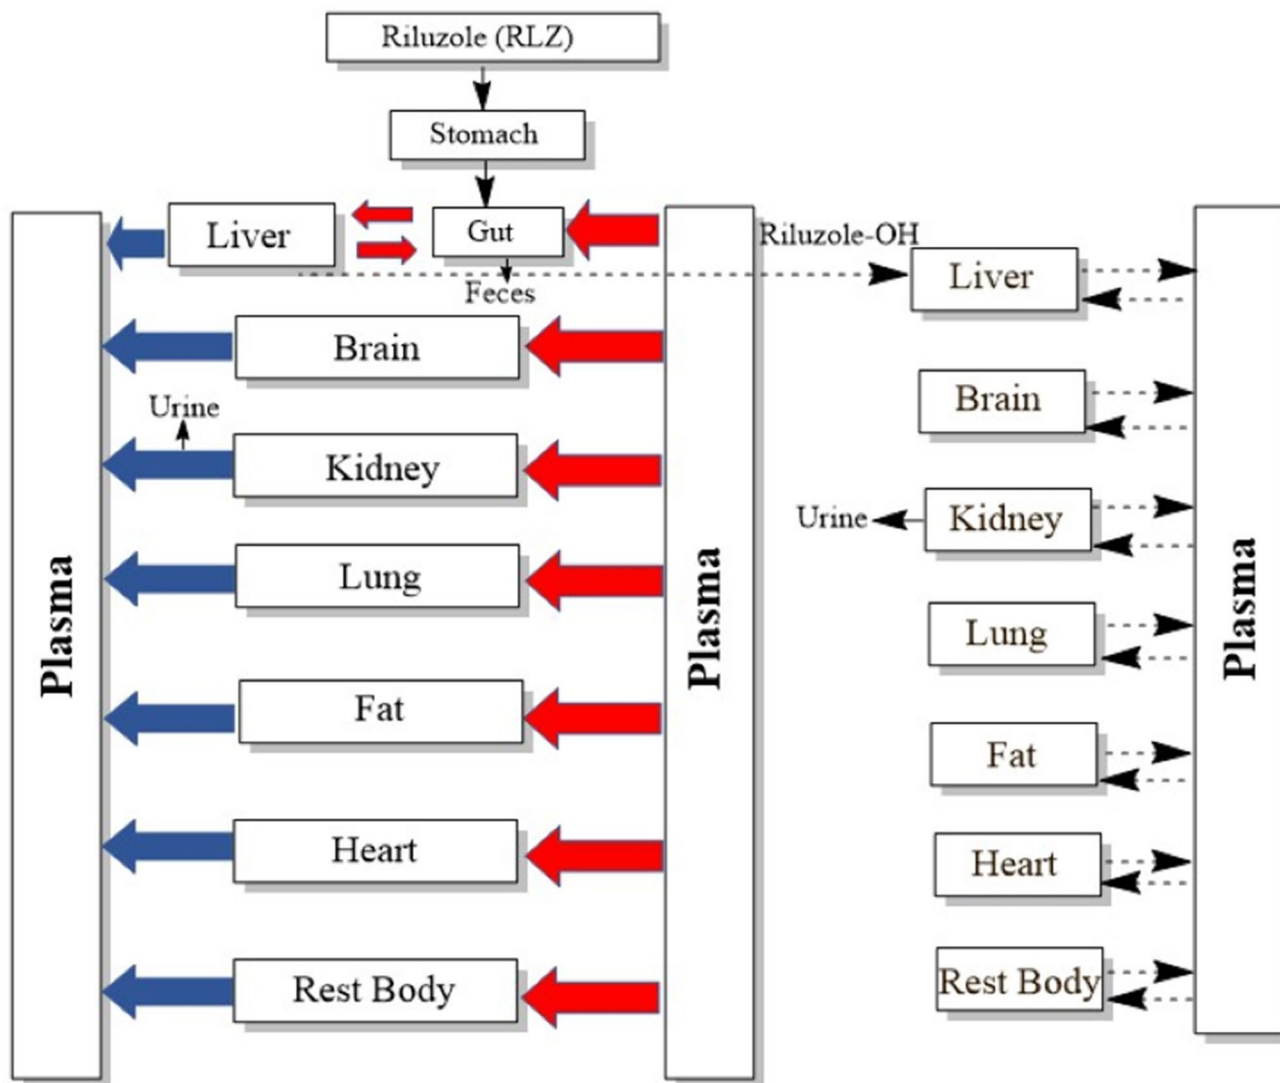 Riluzole (RLZ)
Stomach
Liver
Gut
Feces
Brain
Urine
Kidney
Lung
Fat
Heart
Rest Body
Plasma
Plasma
Riluzole-OH
Liver
Brain
Urine
Kidney
Lung
Fat
Heart
Rest Body
Plasma